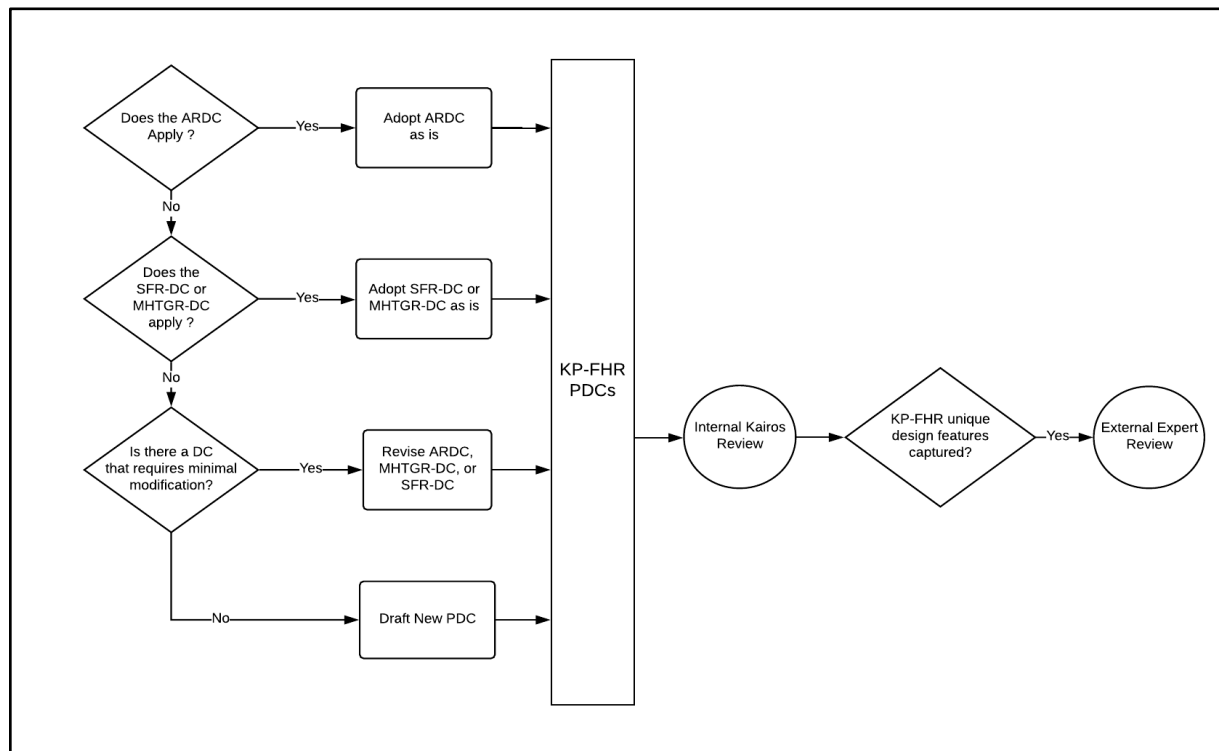 Does the ARDC
Apply ?
Yes
Adopt ARDC
as is
No
Does the
SFR-DC or
MHTGR-DC
apply ?
Yes
Adopt SFR-DC or
MHTGR-DC as is
No
Is there a DC
that requires minimal
modification?
Yes
Revise ARDC,
MHTGR-DC, or
SFR-DC
No
Draft New PDC
KP-FHR
PDCs
Internal Kairos
Review
KP-FHR unique
design features
captured?
Yes
External Expert
Review